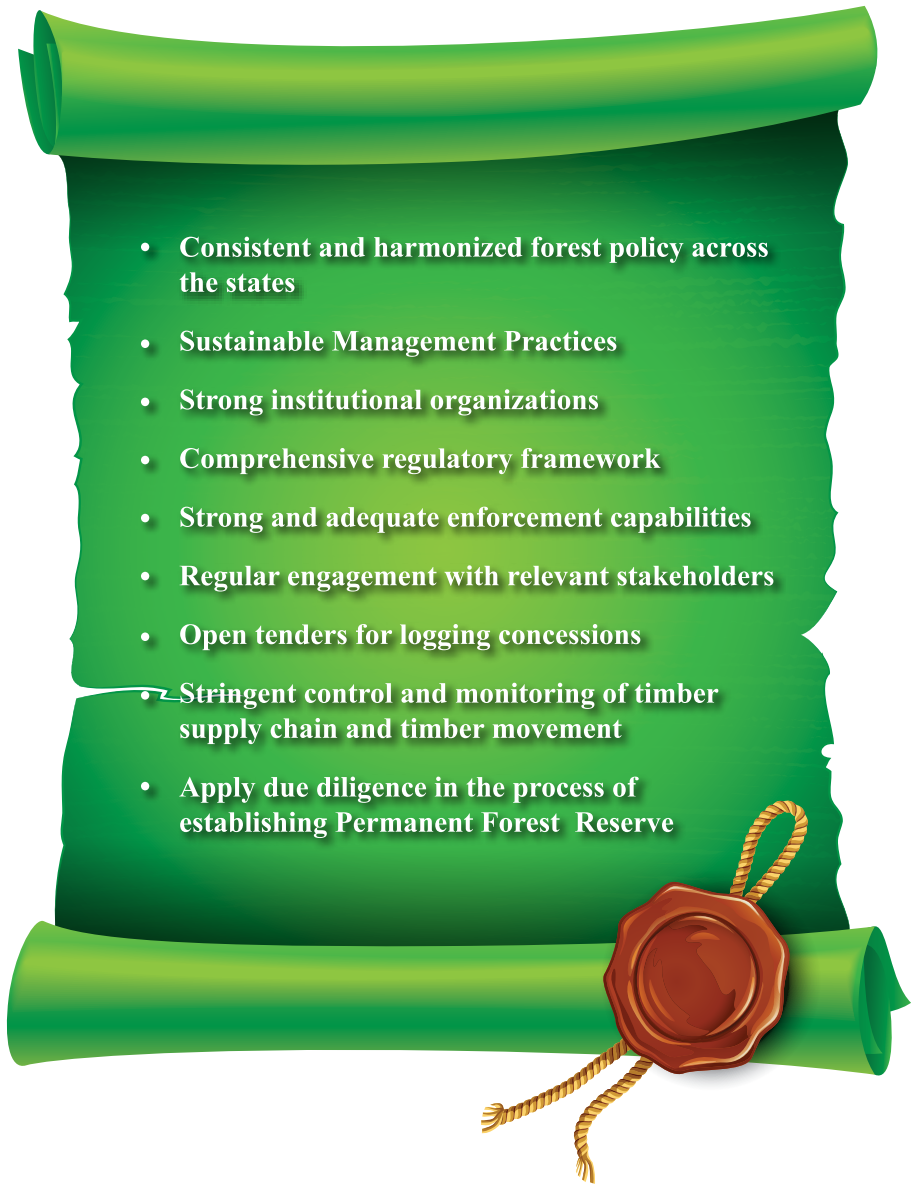 • Consistent and harmonized forest policy across
the states
• Sustainable Management Practices
• Strong institutional organizations
• Comprehensive regulatory framework
• Strong and adequate enforcement capabilities
• Regular engagement with relevant stakeholders
• Open tenders for logging concessions
• Stringent control and monitoring of timber
supply chain and timber movement
• Apply due diligence in the process of
establishing Permanent Forest  Reserve